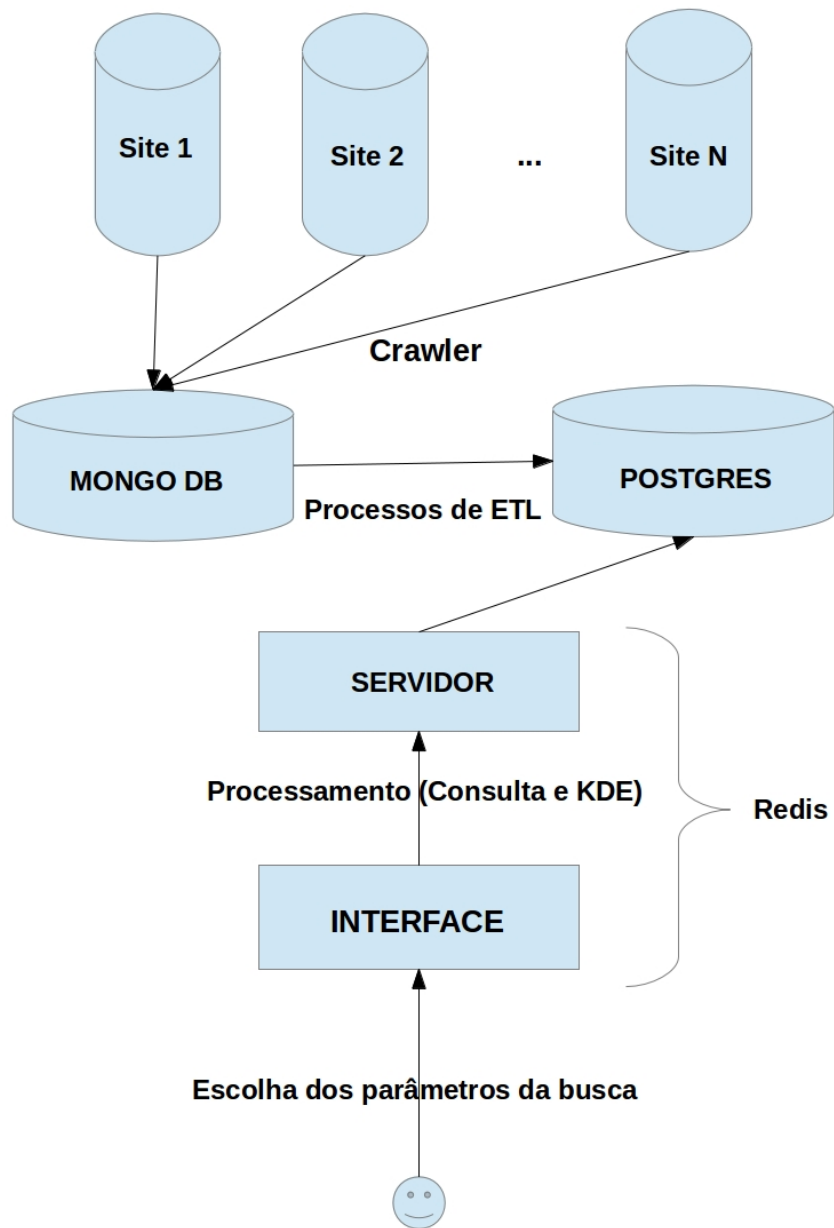 Site 1
Site 2
...
Site N
Crawler
MONGO DB
POSTGRES
Processos de ETL
SERVIDOR
Processamento (Consulta e KDE)
Redis
INTERFACE
Escolha dos parâmetros da busca